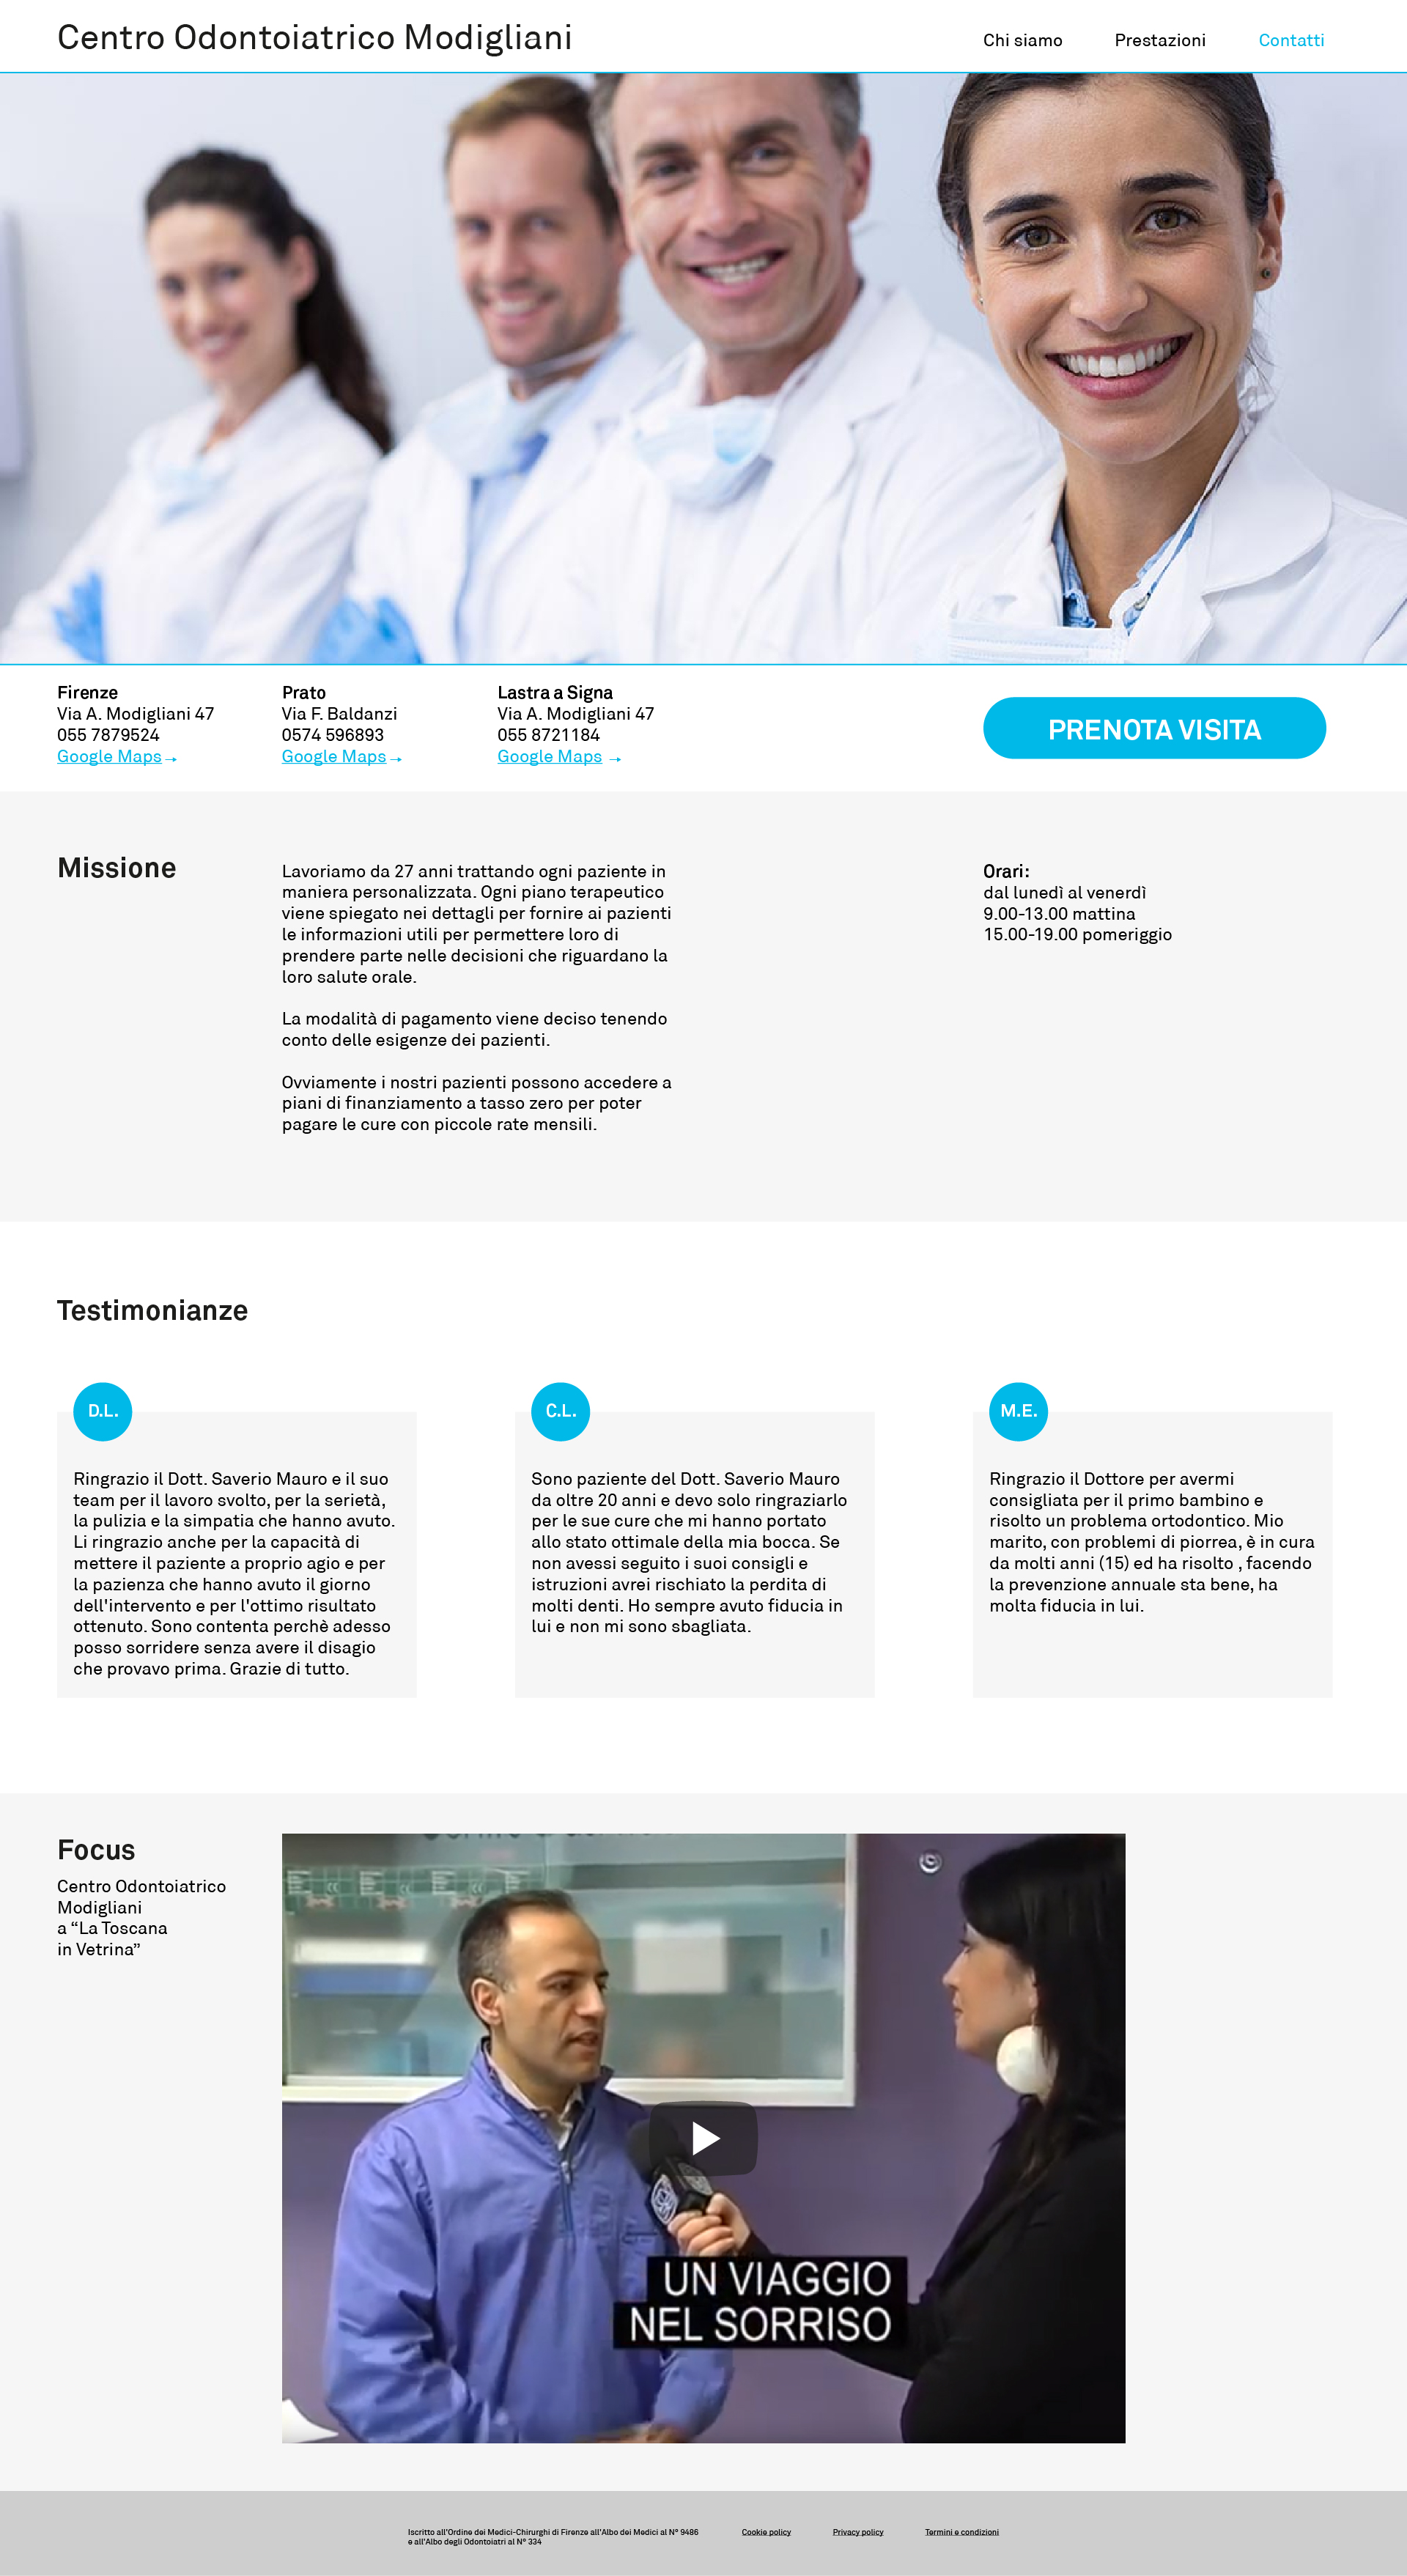 Centro Odontoiatrico Modigliani
Chi siamo
Prestazioni
Contatti
Firenze
Via A. Modigliani 47
055 7879524
Google Maps →
Prato
Via F. Baldanzi
0574 596893
Google Maps →
Lastra a Signa
Via A. Modigliani 47
055 8721184
Google Maps →
PRENOTA VISITA
Missione
Lavoriamo da 27 anni trattando ogni paziente in
maniera personalizzata. Ogni piano terapeutico
viene spiegato nei dettagli per fornire ai pazienti
le informazioni utili per permettere loro di
prendere parte nelle decisioni che riguardano la
loro salute orale.
La modalità di pagamento viene deciso tenendo
conto delle esigenze dei pazienti.
Ovviamente i nostri pazienti possono accedere a
piani di finanziamento a tasso zero per poter
pagare le cure con piccole rate mensili.
Orari:
dal lunedì al venerdì
9.00-13.00 mattina
15.00-19.00 pomeriggio
Testimonianze
D.L.
Ringrazio il Dott. Saverio Mauro e il suo
team per il lavoro svolto, per la serietà,
la pulizia e la simpatia che hanno avuto.
Li ringrazio anche per la capacità di
mettere il paziente a proprio agio e per
la pazienza che hanno avuto il giorno
dell'intervento e per l'ottimo risultato
ottenuto. Sono contenta perchè adesso
posso sorridere senza avere il disagio
che provavo prima. Grazie di tutto.
C.L.
Sono paziente del Dott. Saverio Mauro
da oltre 20 anni e devo solo ringraziarlo
per le sue cure che mi hanno portato
allo stato ottimale della mia bocca. Se
non avessi seguito i suoi consigli e
istruzioni avrei rischiato la perdita di
molti denti. Ho sempre avuto fiducia in
lui e non mi sono sbagliata.
M.E.
Ringrazio il Dottore per avermi
consigliata per il primo bambino e
risolto un problema ortodontico. Mio
marito, con problemi di piorrea, è in cura
da molti anni (15) ed ha risolto , facendo
la prevenzione annuale sta bene, ha
molta fiducia in lui.
Focus
Centro Odontoiatrico
Modigliani
a “La Toscana
in Vetrina”
UN VIAGGIO
NEL SORRISO
Iscritto all'Ordine dei Medici-Chirurghi di Firenze all'Albo dei Medici al N° 9486
e all'Albo degli Odontoiatri al N° 334
Cookie policy
Privacy policy
Termini e condizioni